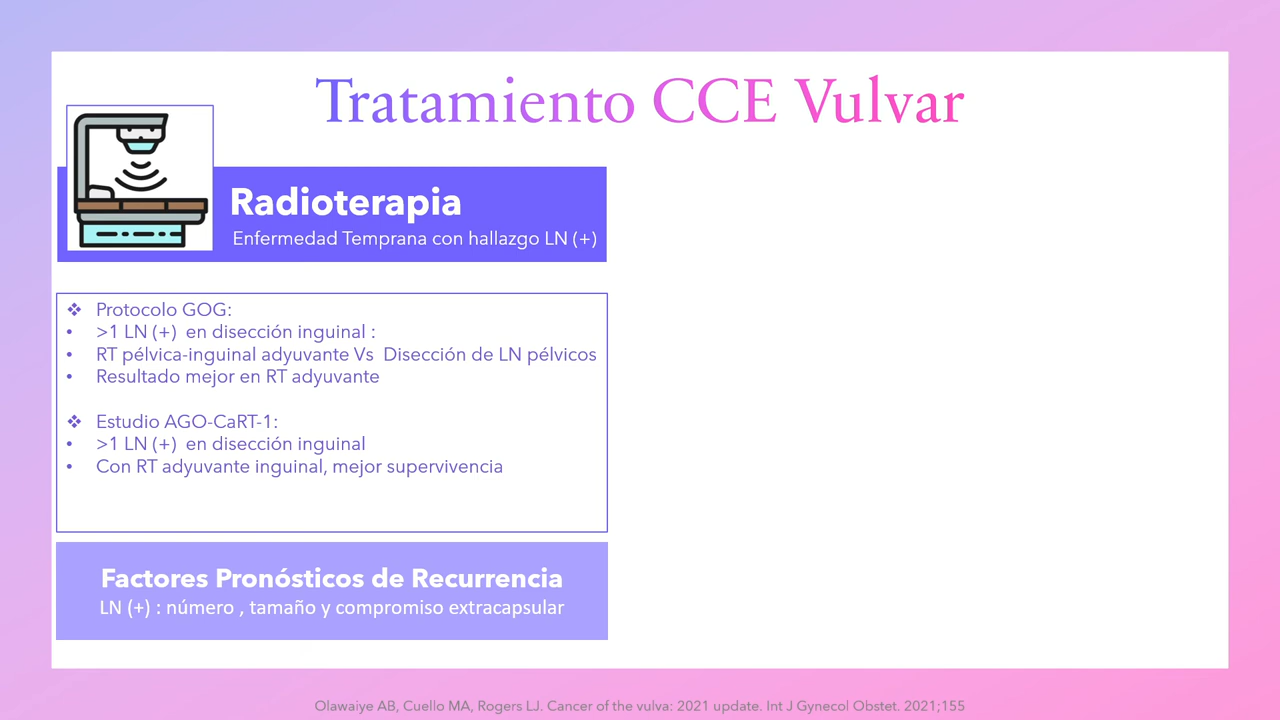 Tratamiento CCE Vulvar
Radioterapia
Enfermedad Temprana con hallazgo LN (+)
❖ Protocolo GOG:
• >1 LN (+) en disección inguinal :
• RT pélvica-inguinal adyuvante Vs Disección de LN pélvicos
• Resultado mejor en RT adyuvante
❖ Estudio AGO-CaRT-1:
• >1 LN (+) en disección inguinal
• Con RT adyuvante inguinal, mejor supervivencia
Factores Pronósticos de Recurrencia
LN (+) : número , tamaño y compromiso extracapsular
Olawaiye AB, Cuello MA, Rogers LJ. Cancer of the vulva: 2021 update. Int J Gynecol Obstet. 2021;155